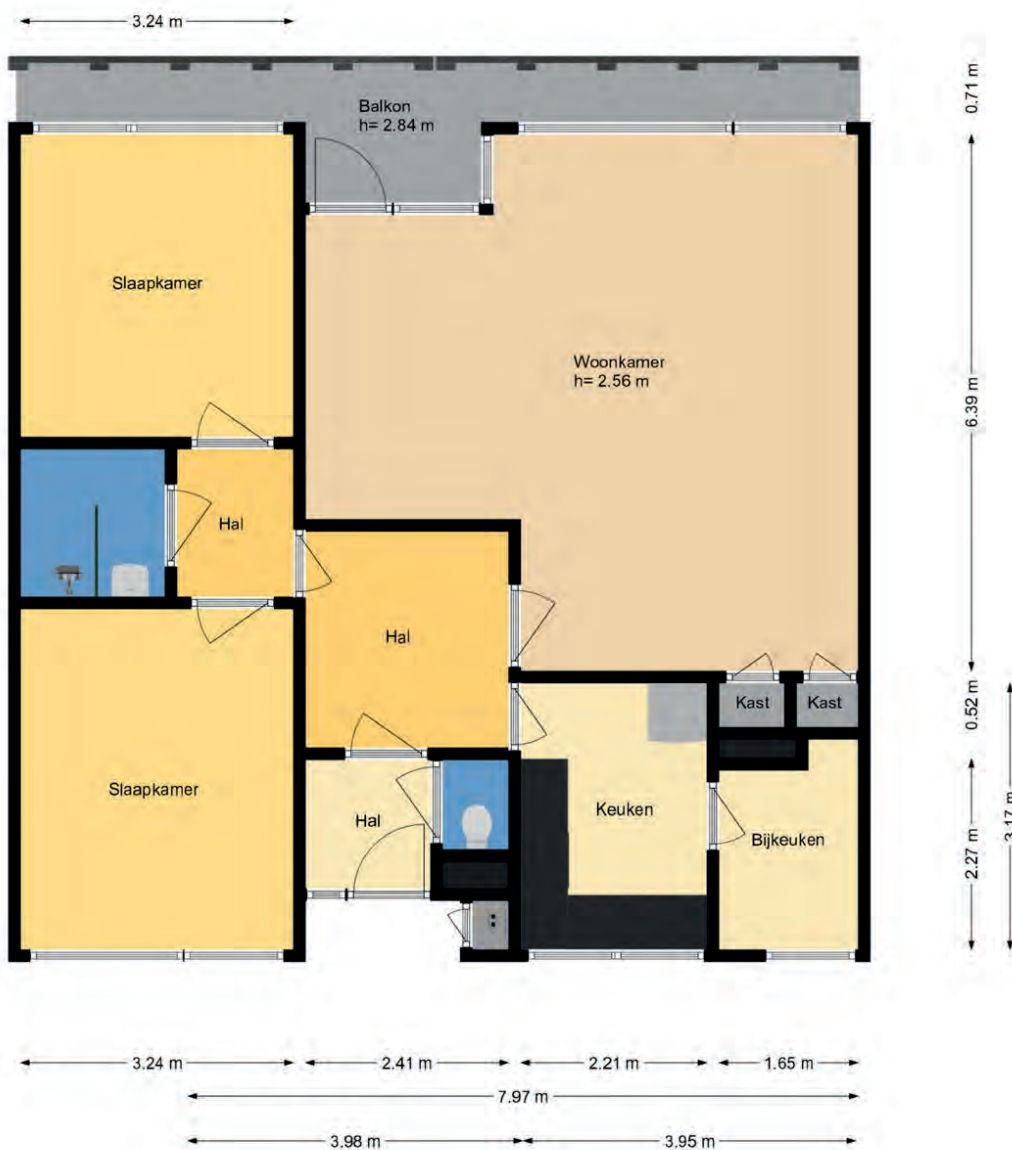 3.24 m
Balkon
h= 2.84 m
0.71 m
Slaapkamer
Woonkamer
h= 2.56 m
6.39 m
Hal
Hal
Kast
Kast
0.52 m
Slaapkamer
Hal
Keuken
Bijkeuken
2.27 m
3.17 m
3.24 m
2.41 m
2.21 m
1.65 m
7.97 m
3.98 m
3.95 m